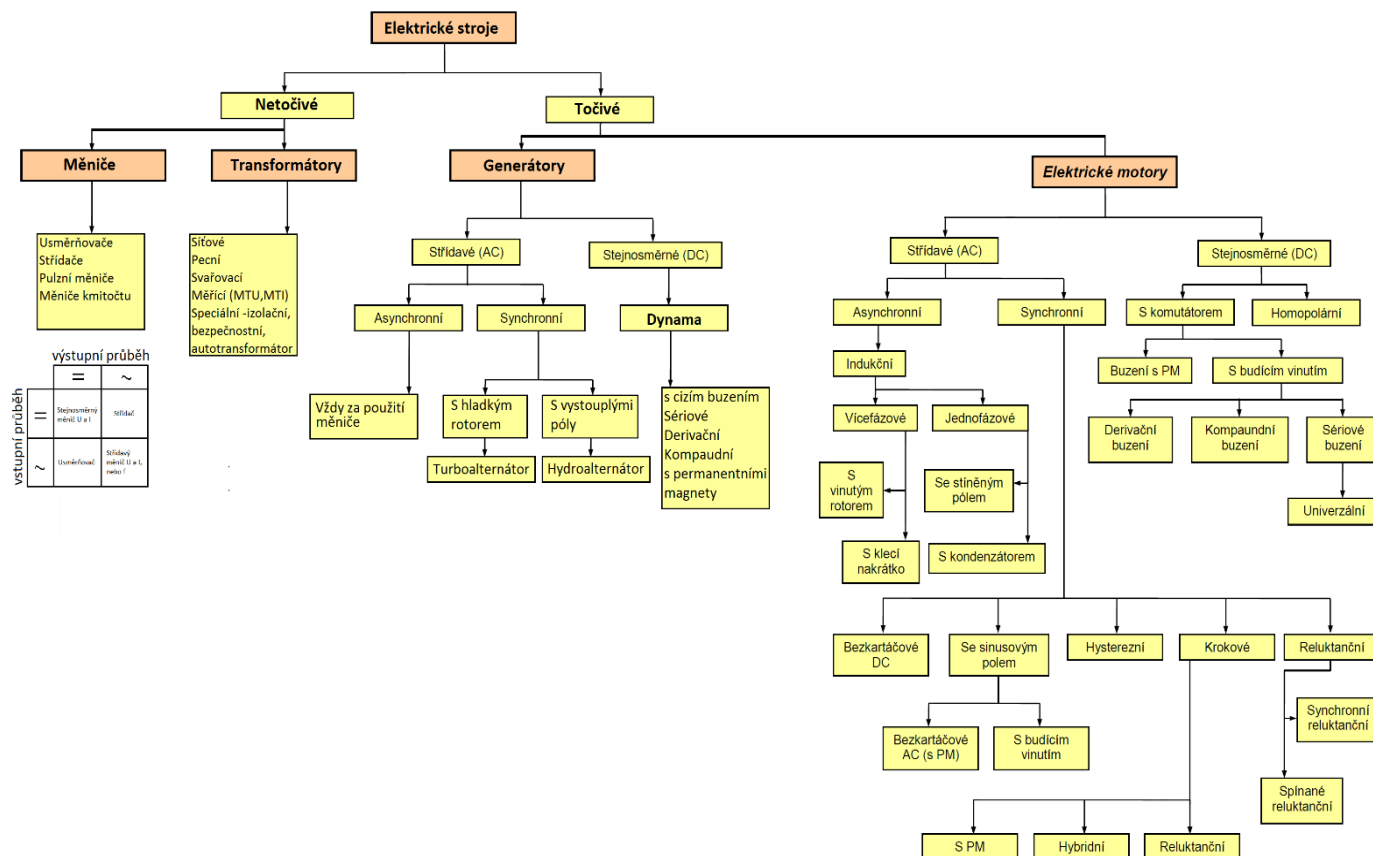 Elektrické stroje
Netočivé
Točivé
Měniče
Transformátory
Generátory
Elektrické motory
Usměrňovače
Střídače
Pulzní měniče
Měniče kmitočtu
Síťové
Pecní
Svařovací
Měřící (MTU,MTI)
Speciální -izolační,
bezpečnostní,
autotransformátor
výstupní průběh
vstupní průběh
= ~
=
Stejnosměrný
měnič U a I
Střídač
~
Usměrňovač
Střídavý
měnič U a I,
nebo f
Střídavé (AC)
Stejnosměrné (DC)
Asynchronní
Synchronní
Dynama
Vždy za použití
měniče
S hladkým
rotorem
S vystouplými
póly
Turboalternátor
Hydroalternátor
s cizím buzením
Sériové
Derivační
Kompaudní
s permanentními
magnety
Střídavé (AC)
Stejnosměrné (DC)
Asynchronní
Synchronní
S komutátorem
Homopolární
Indukční
Buzení s PM
S budícím vinutím
Vícefázové
Jednofázové
Derivační
buzení
Kompaundní
buzení
Sériové
buzení
S
vinutým
rotorem
Se stíněným
pólem
Univerzální
S klecí
nakrátko
S kondenzátorem
Bezkartáčové
DC
Se sinusovým
polem
Hysterezní
Krokové
Reluktanční
Bezkartáčové
AC (s PM)
S budícím
vinutím
Synchronní
reluktanční
Spínané
reluktanční
S PM
Hybridní
Reluktanční